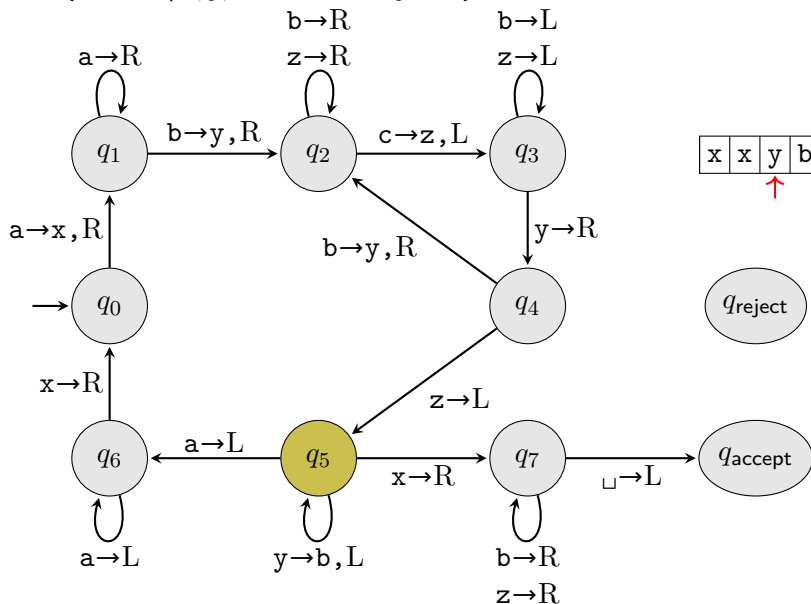 b→R b→L
a→R z→R z→L
q1 b→y,R q2 c→z,L q3 x x y b
a→x,R b→y,R y→R
q0 q4 qreject
x→R z→L
q6 a→L q5 x→R q7 ␣→L qaccept
a→L y→b,L b→R
z→R